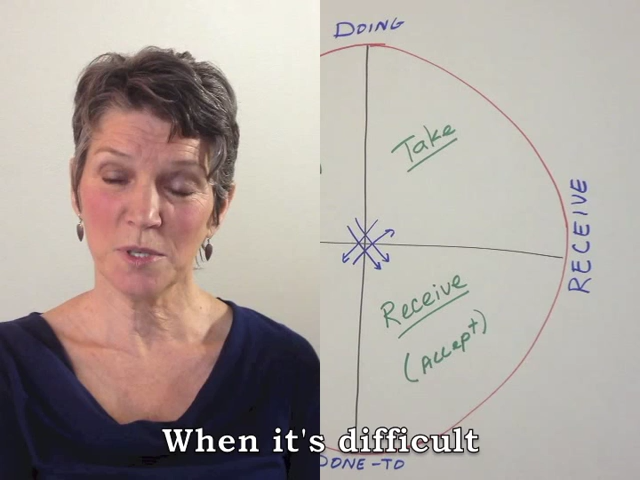 DOING
Take
RECEIVE
Receive
(Accept)
When it's difficult
DONE-TO